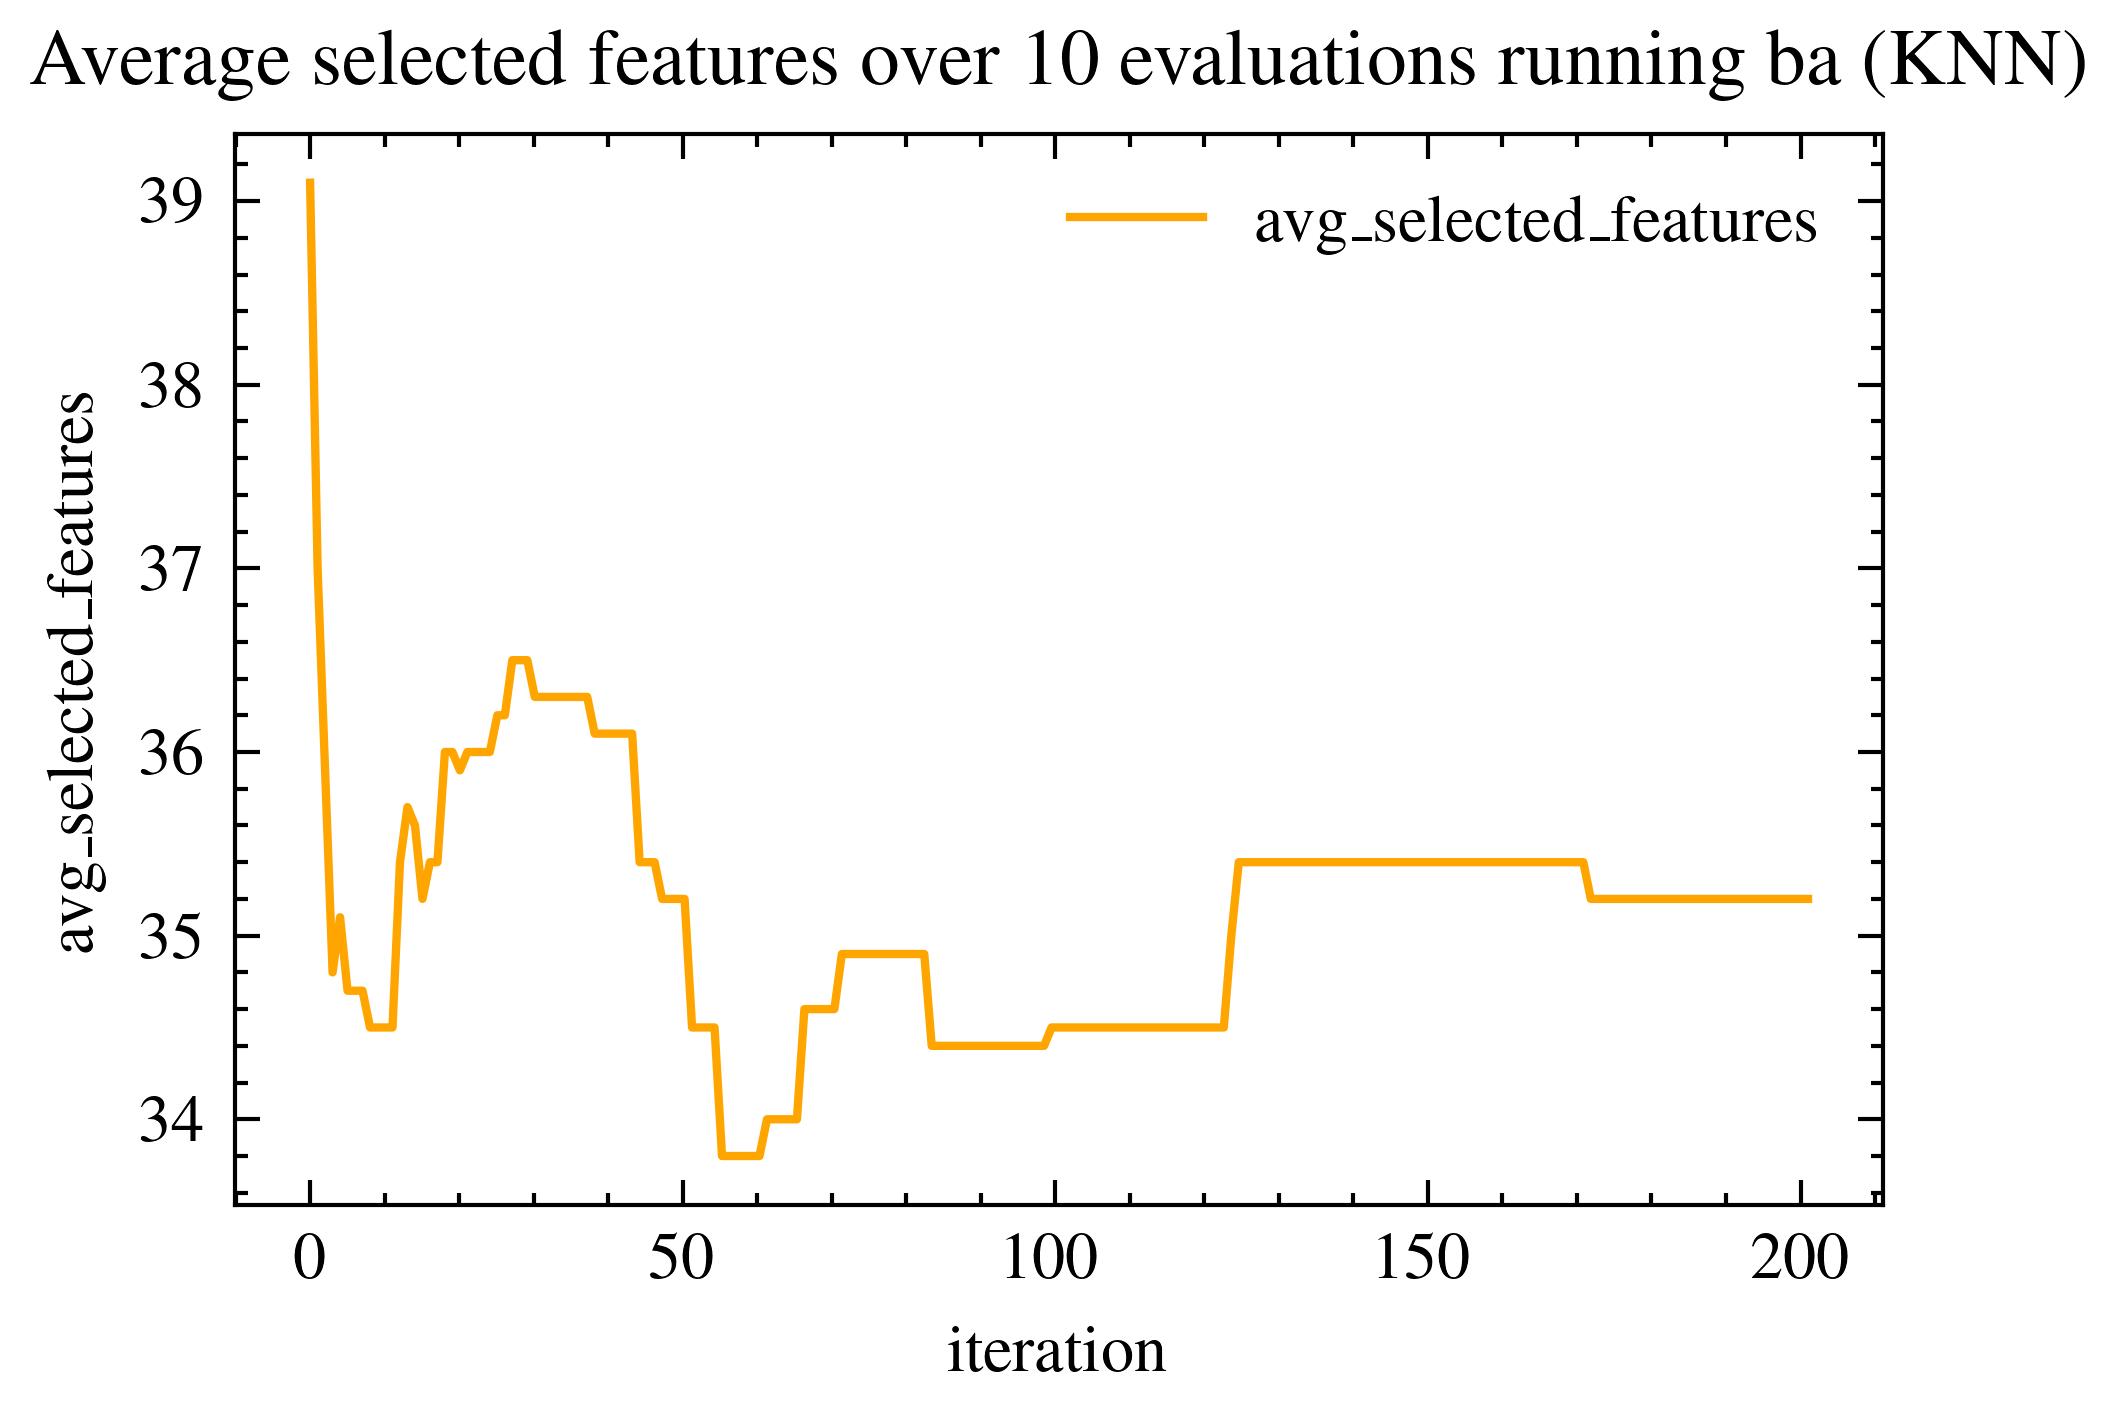 Average selected features over 10 evaluations running ba (KNN)
avg_selected_features
39
38
37
36
35
34
avg_selected_features
0 50 100 150 200
iteration